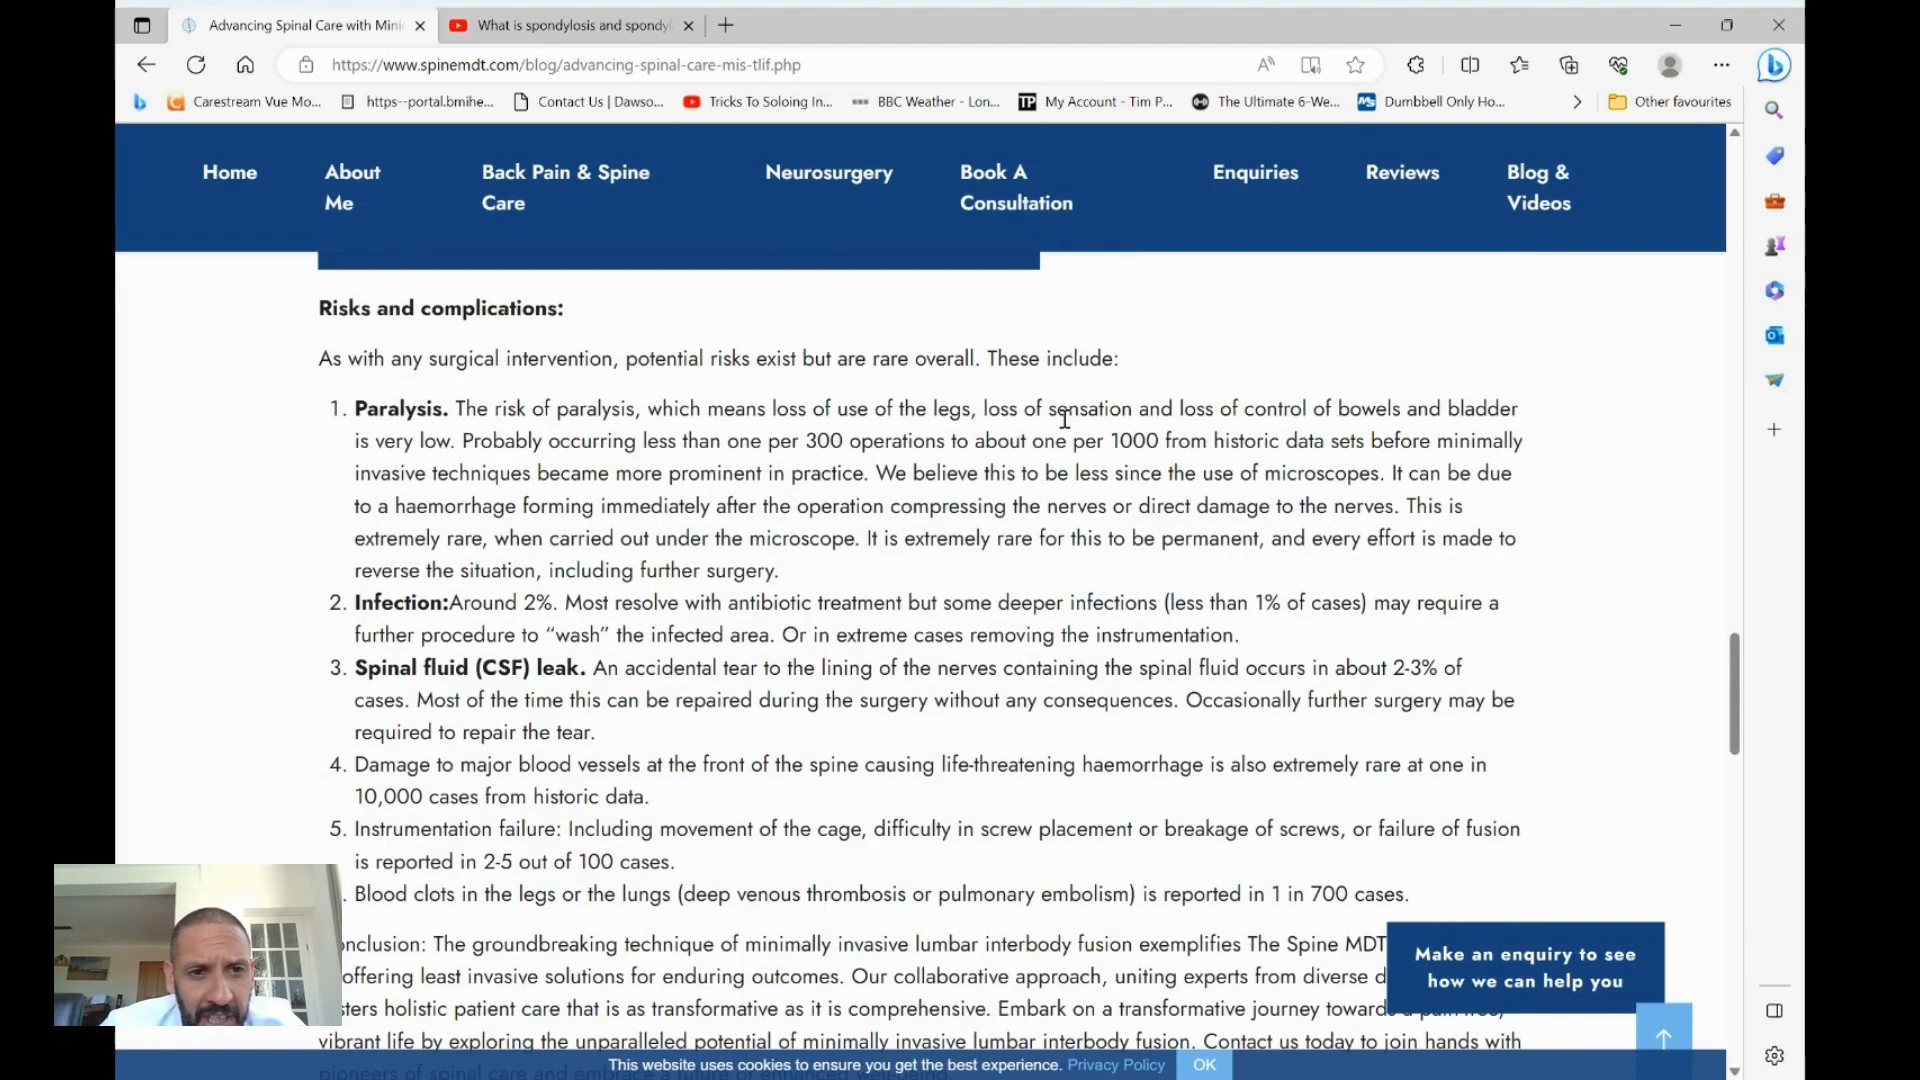 Advancing Spinal Care with Mini
What is spondylosis and spondyl
https://www.spinemdt.com/blog/advancing-spinal-care-mis-tlif.php
Carestream Vue Mo...
https--portal.bmihe...
Contact Us | Dawso...
Tricks To Soloing In...
BBC Weather - Lon...
TP
My Account - Tim P...
The Ultimate 6-We...
Dumbbell Only Ho...
Other favourites
Home
About Me
Back Pain & Spine Care
Neurosurgery
Book A Consultation
Enquiries
Reviews
Blog & Videos
Risks and complications:
As with any surgical intervention, potential risks exist but are rare overall. These include:
1. Paralysis. The risk of paralysis, which means loss of use of the legs, loss of sensation and loss of control of bowels and bladder
is very low. Probably occurring less than one per 300 operations to about one per 1000 from historic data sets before minimally
invasive techniques became more prominent in practice. We believe this to be less since the use of microscopes. It can be due
to a haemorrhage forming immediately after the operation compressing the nerves or direct damage to the nerves. This is
extremely rare, when carried out under the microscope. It is extremely rare for this to be permanent, and every effort is made to
reverse the situation, including further surgery.
2. Infection:Around 2%. Most resolve with antibiotic treatment but some deeper infections (less than 1% of cases) may require a
further procedure to “wash” the infected area. Or in extreme cases removing the instrumentation.
3. Spinal fluid (CSF) leak. An accidental tear to the lining of the nerves containing the spinal fluid occurs in about 2-3% of
cases. Most of the time this can be repaired during the surgery without any consequences. Occasionally further surgery may be
required to repair the tear.
4. Damage to major blood vessels at the front of the spine causing life-threatening haemorrhage is also extremely rare at one in
10,000 cases from historic data.
5. Instrumentation failure: Including movement of the cage, difficulty in screw placement or breakage of screws, or failure of fusion
is reported in 2-5 out of 100 cases.
. Blood clots in the legs or the lungs (deep venous thrombosis or pulmonary embolism) is reported in 1 in 700 cases.
nclusion: The groundbreaking technique of minimally invasive lumbar interbody fusion exemplifies The Spine MDT
offering least invasive solutions for enduring outcomes. Our collaborative approach, uniting experts from diverse d
sters holistic patient care that is as transformative as it is comprehensive. Embark on a transformative journey towards a pain-free,
vibrant life by exploring the unparalleled potential of minimally invasive lumbar interbody fusion. Contact us today to join hands with
Make an enquiry to see
how we can help you
This website uses cookies to ensure you get the best experience. Privacy Policy OK